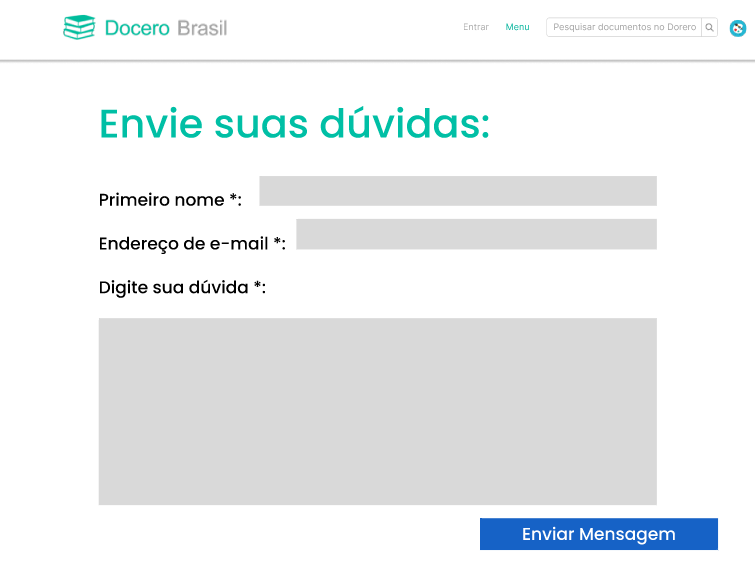 Docero Brasil
Entrar Menu Pesquisar documentos no Dorero
Envie suas dúvidas:
Primeiro nome *:
Endereço de e-mail *:
Digite sua dúvida *:
Enviar Mensagem